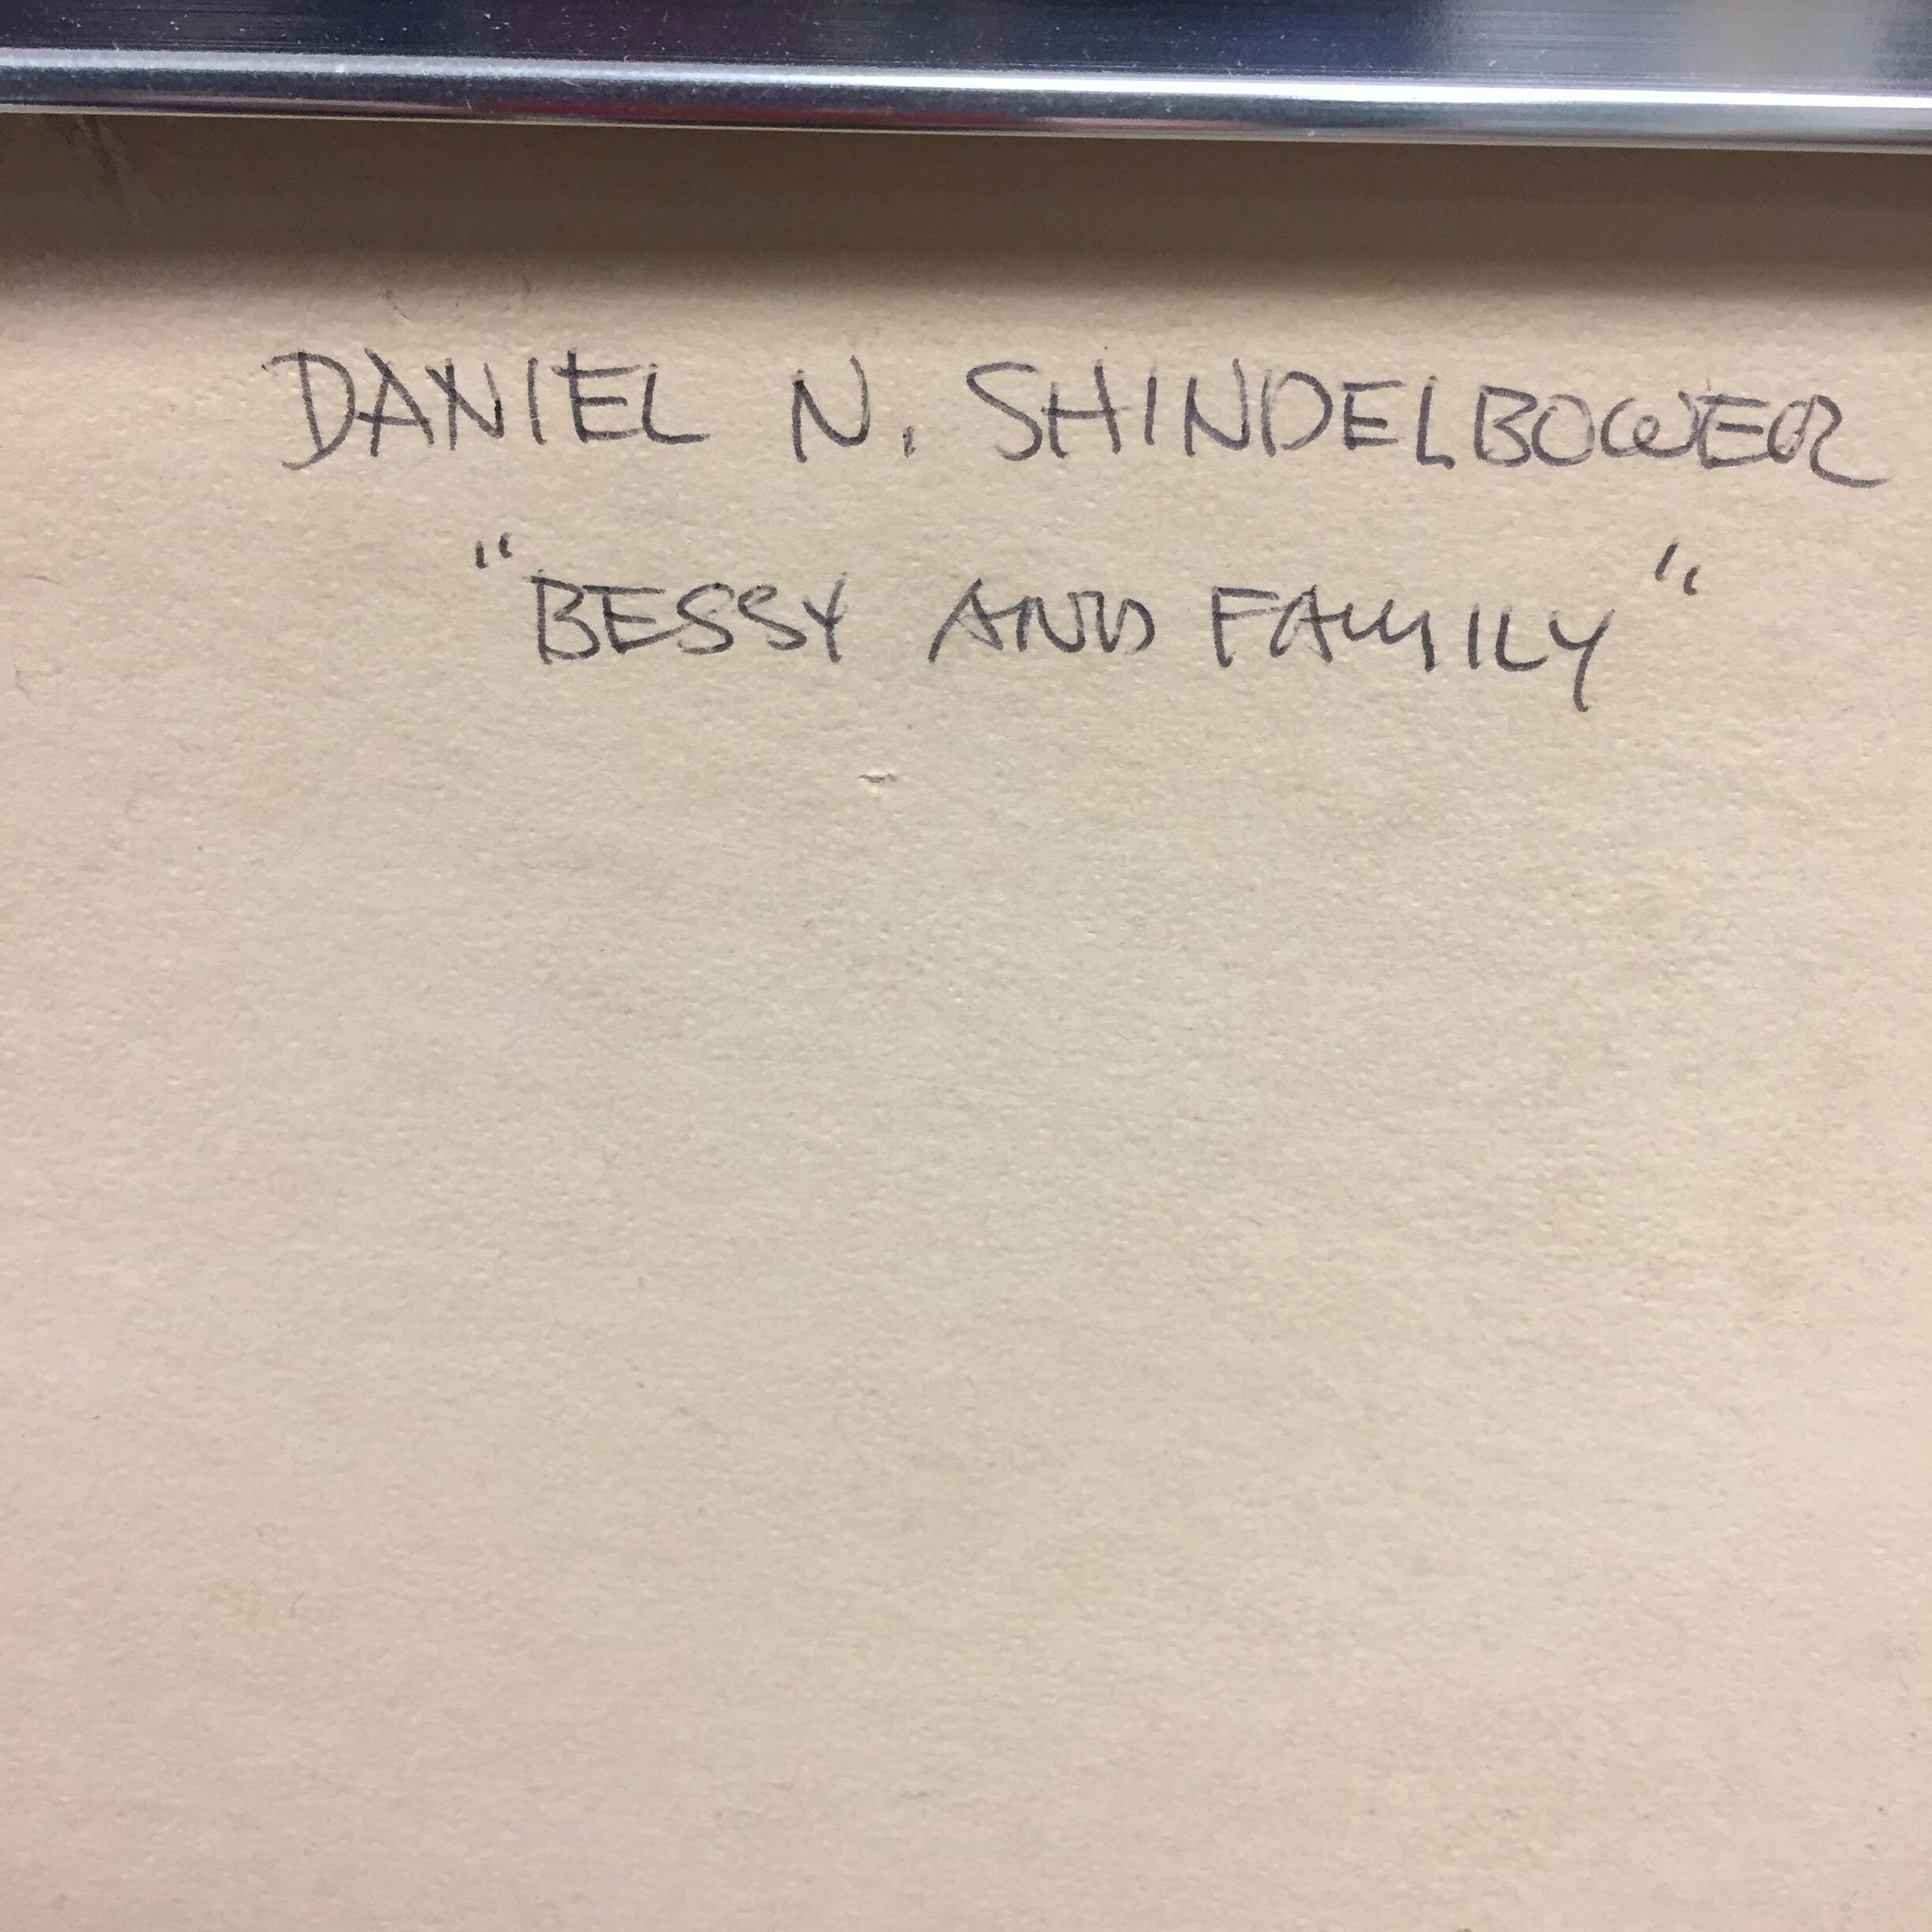 DANIEL N. SHINDELBOWER
"BESSY AND FAMILY"